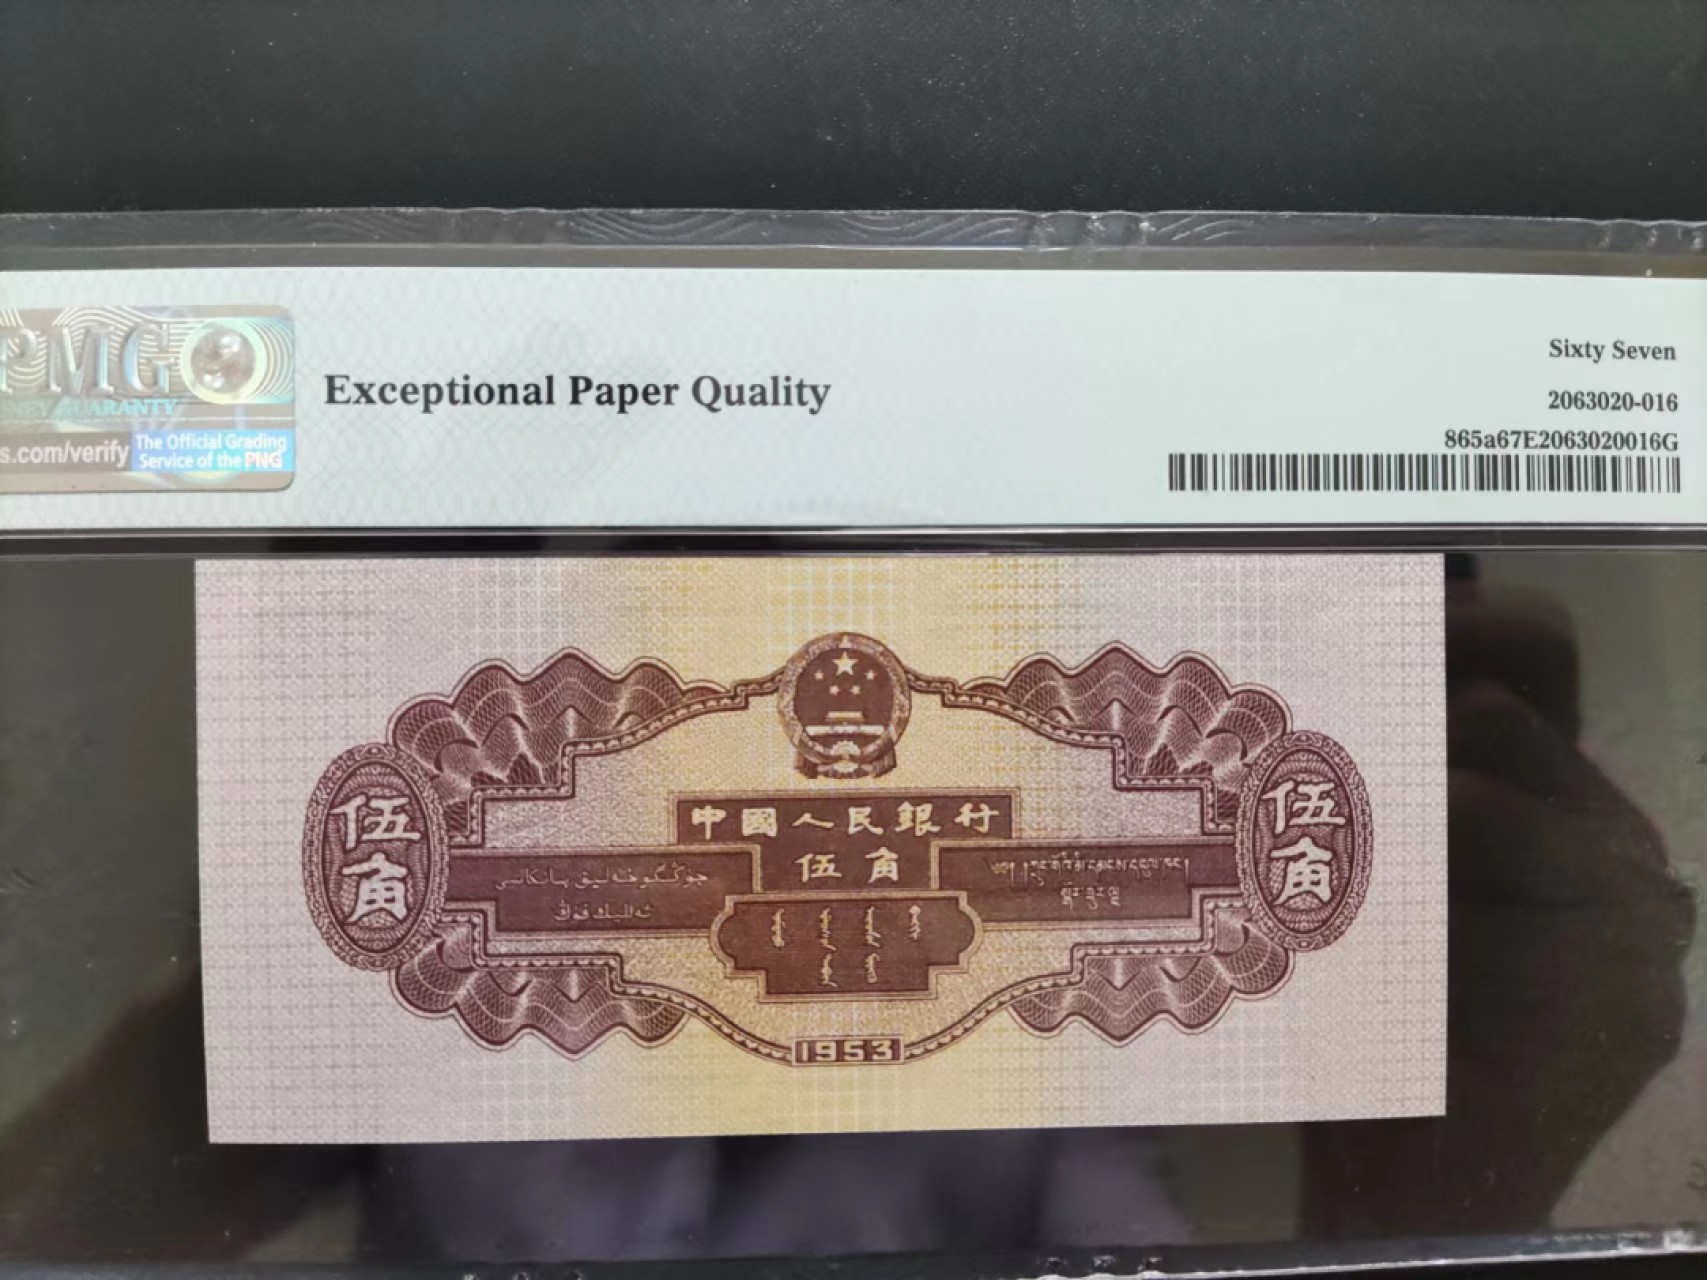 PMG
NEY GUARANTY
s.com/verify
The Official Grading
Service of the PNG
Exceptional Paper Quality
Sixty Seven
2063020-016
865a67E2063020016G
中國人民銀行
伍角
伍角
伍角
1953